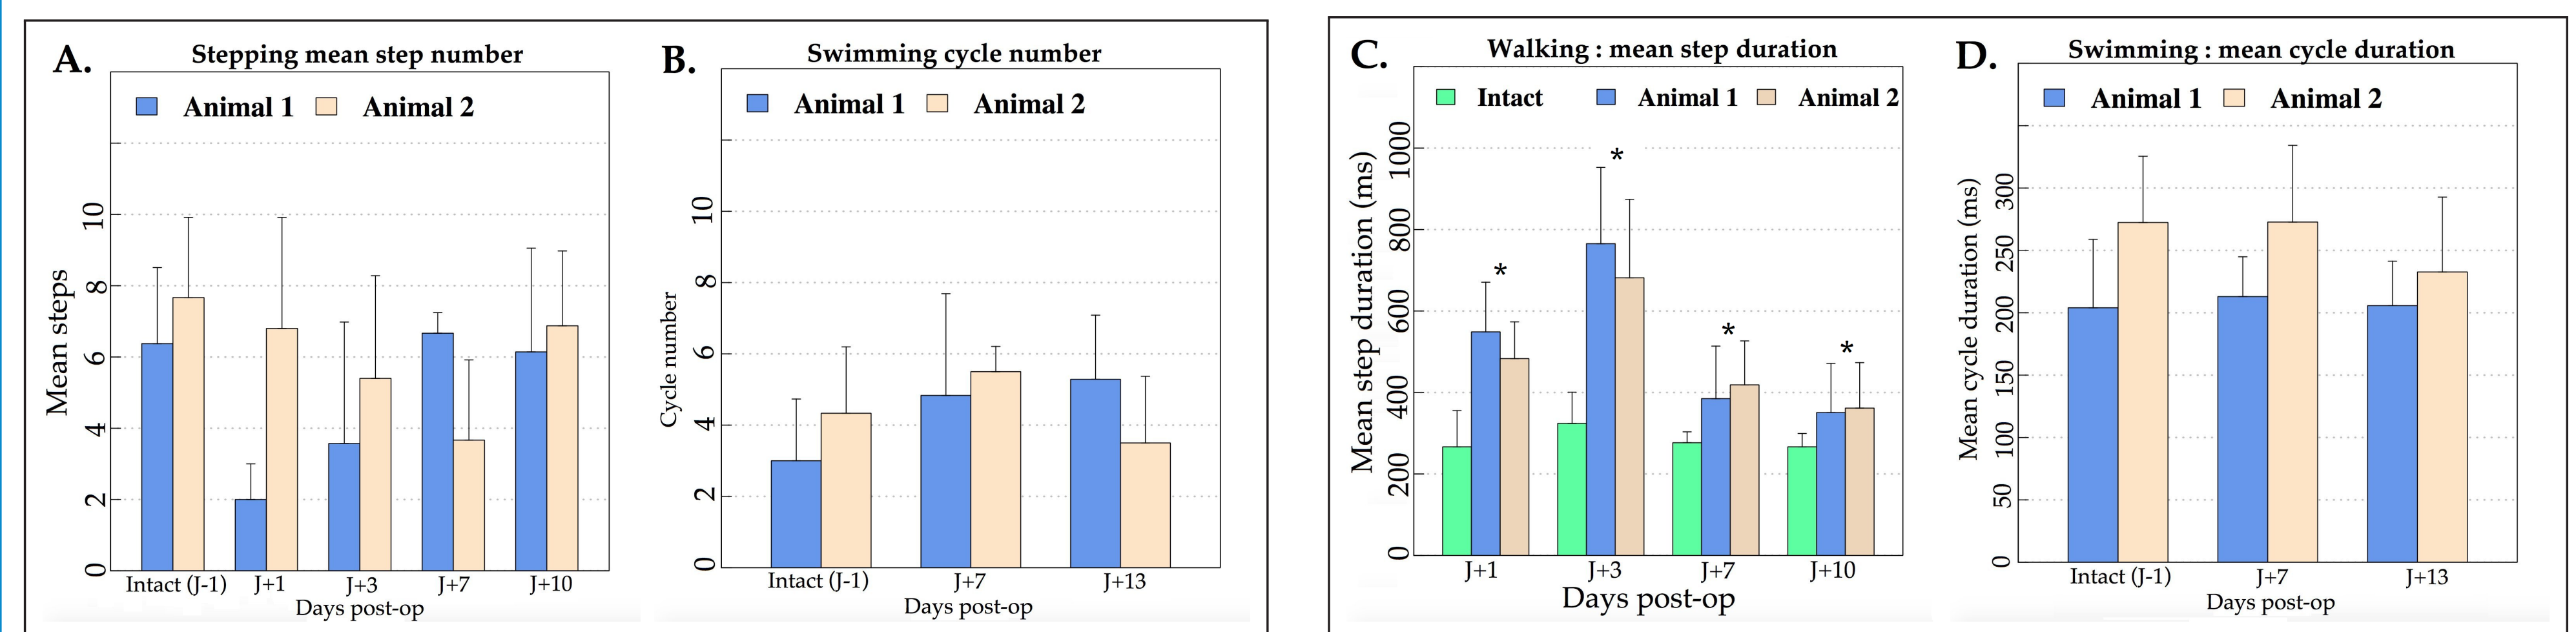 A.
Stepping mean step number
Animal 1
Animal 2
Mean steps
10
8
6
4
2
0
Intact (J-1)
J+1
J+3
J+7
J+10
Days post-op
B.
Swimming cycle number
Animal 1
Animal 2
Cycle number
10
8
6
4
2
0
Intact (J-1)
J+7
J+13
Days post-op
C.
Walking : mean step duration
Intact
Animal 1
Animal 2
Mean step duration (ms)
1000
800
600
400
200
0
*
*
*
*
J+1
J+3
J+7
J+10
Days post-op
D.
Swimming : mean cycle duration
Animal 1
Animal 2
Mean cycle duration (ms)
300
250
200
150
100
50
0
Intact (J-1)
J+7
J+13
Days post-op